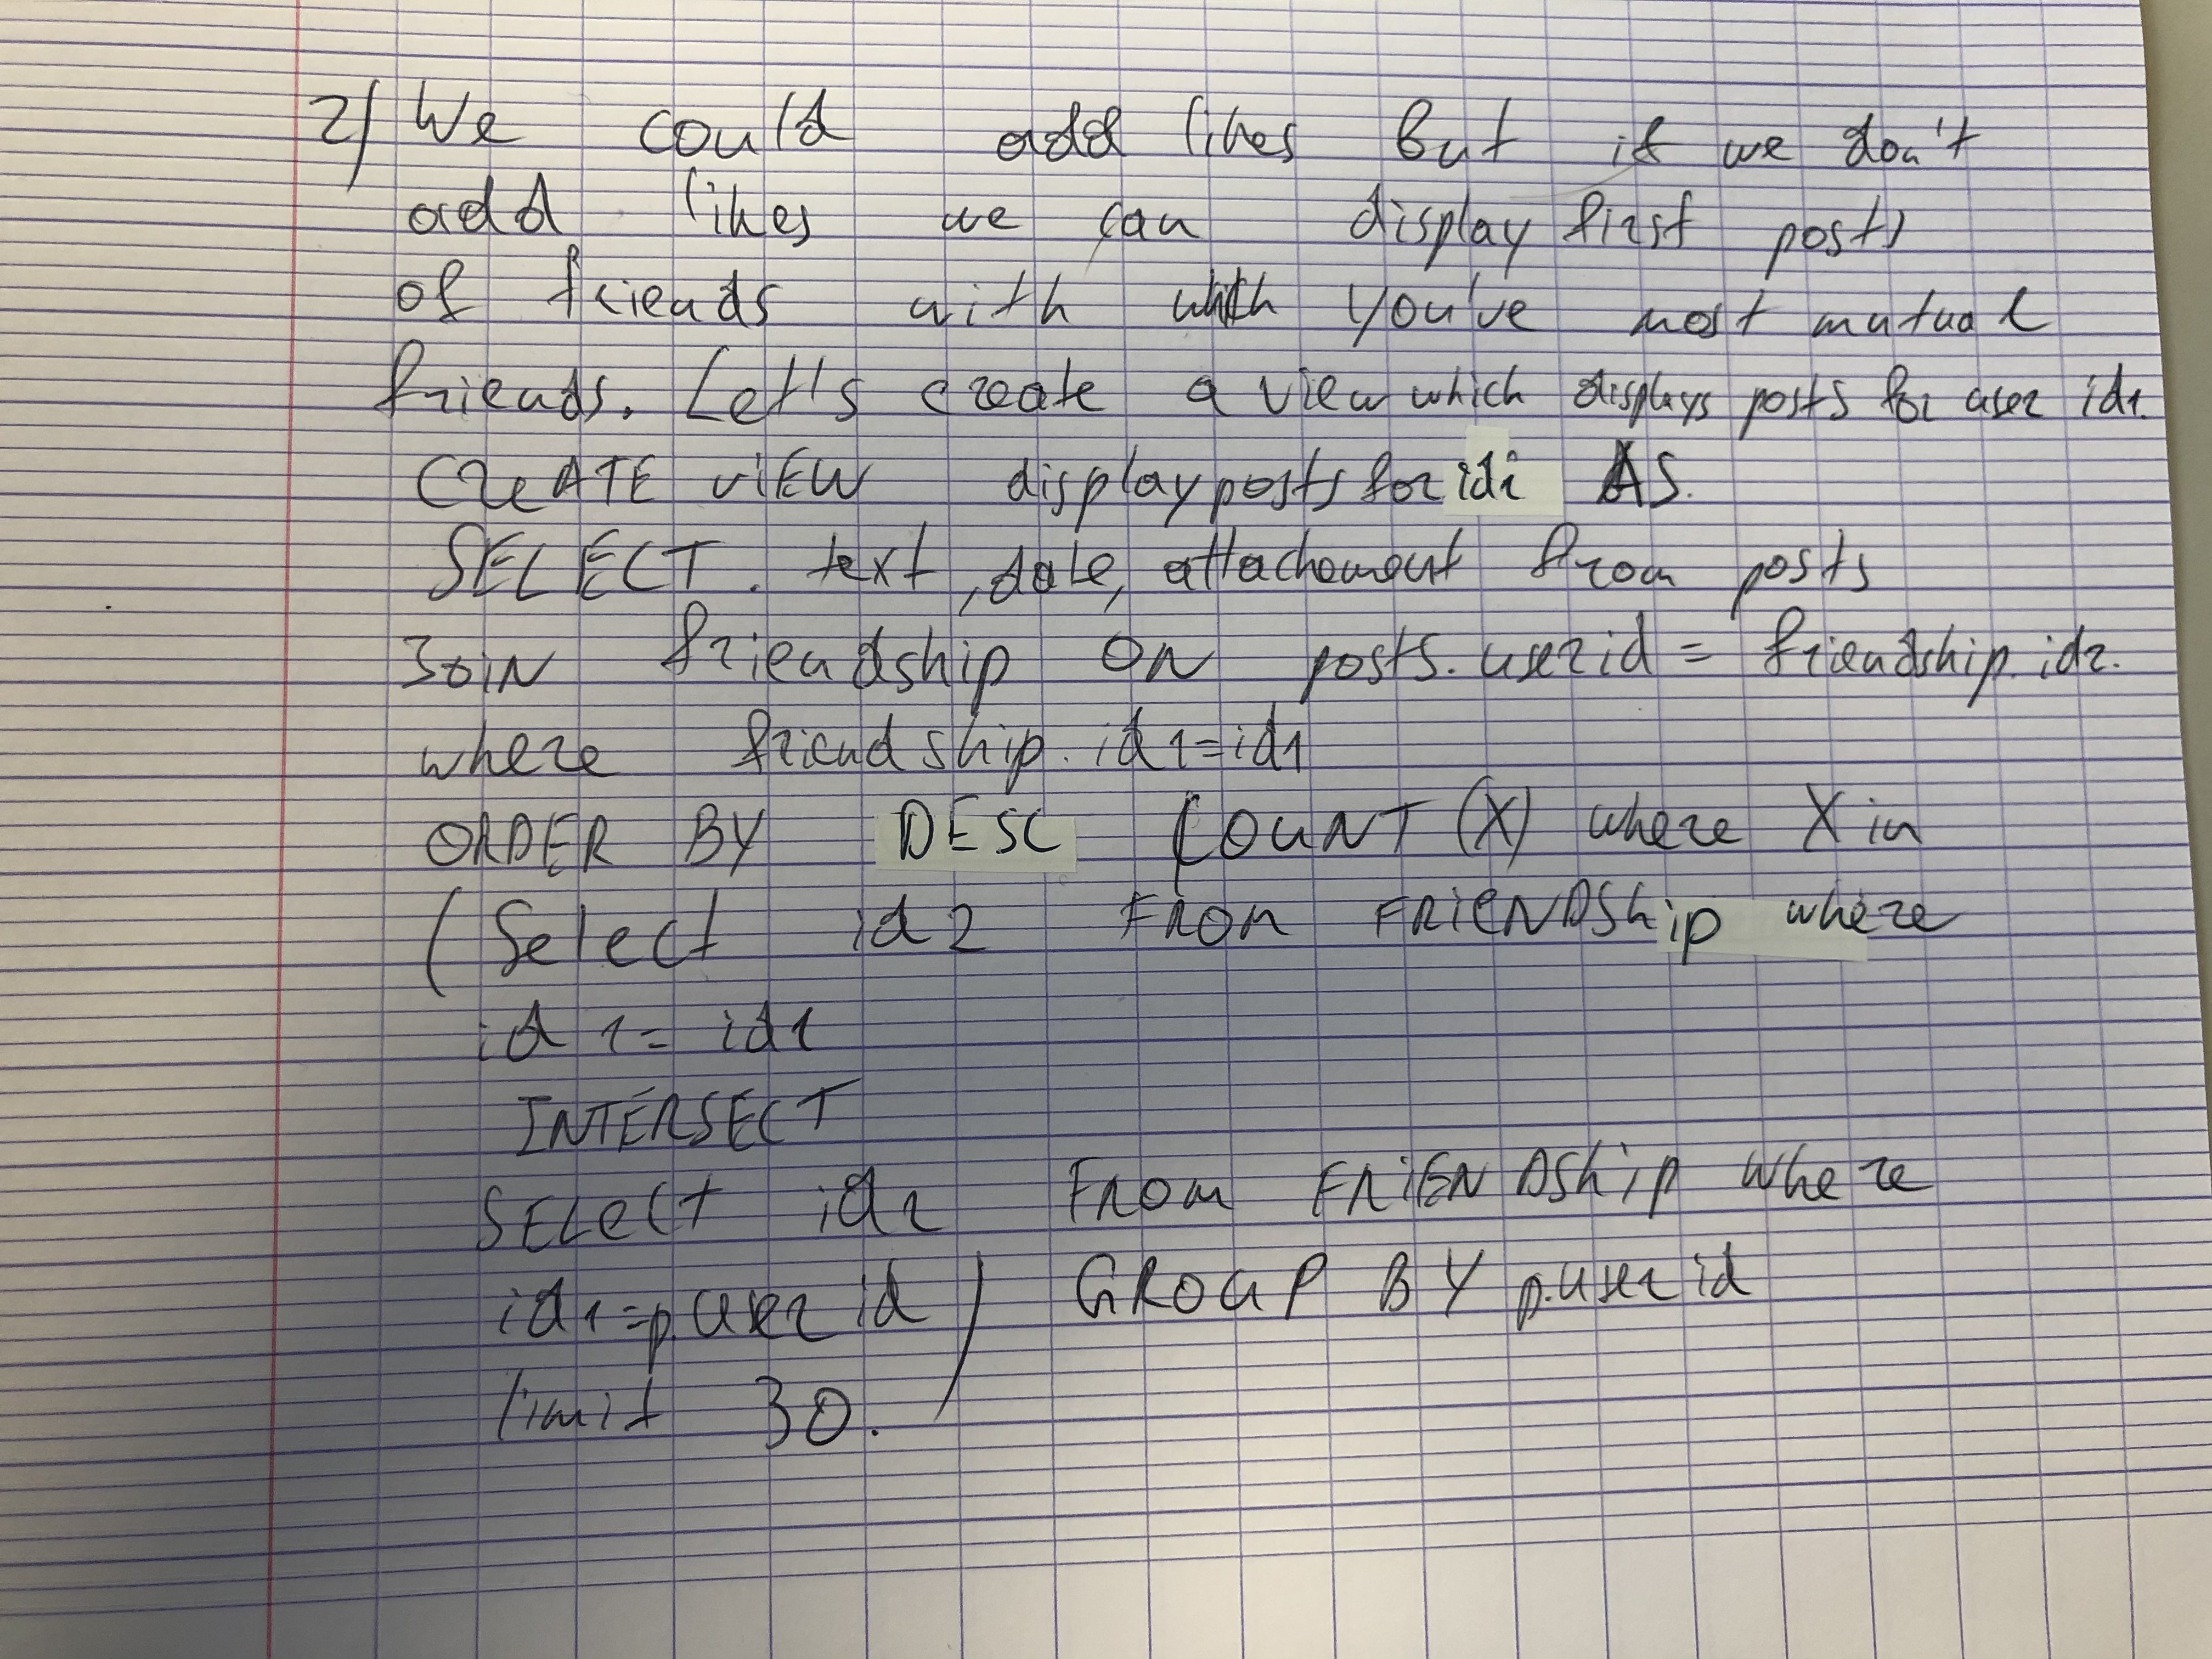 2) We could add likes but if we don't
add likes we can display first posts
of friends with which you've most mutual
friends. Let's create a view which displays posts for user id1.
CREATE VIEW displaypostsforid1 AS.
SELECT. text, date, attachement from posts
JOIN friendship ON posts.userid = friendship.id2.
where friendship.id1=id1
ORDER BY DESC COUNT (X) where X in
(Select id2 FROM FRIENDShip where
id1= id1
INTERSECT
SELECT id2 FROM FRIENDShip where
id1=p.userid) GROUP BY p.userid
limit 30.